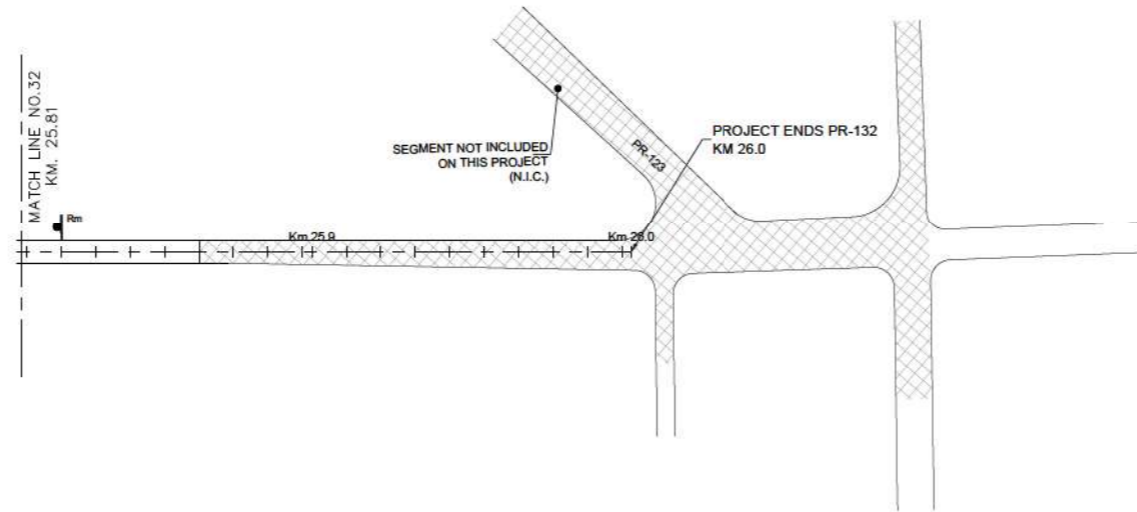 MATCH LINE NO.32
KM. 25.81
Rm
Km 25.9
Km 26.0
SEGMENT NOT INCLUDED
ON THIS PROJECT
(N.I.C.)
PR-123
PROJECT ENDS PR-132
KM 26.0